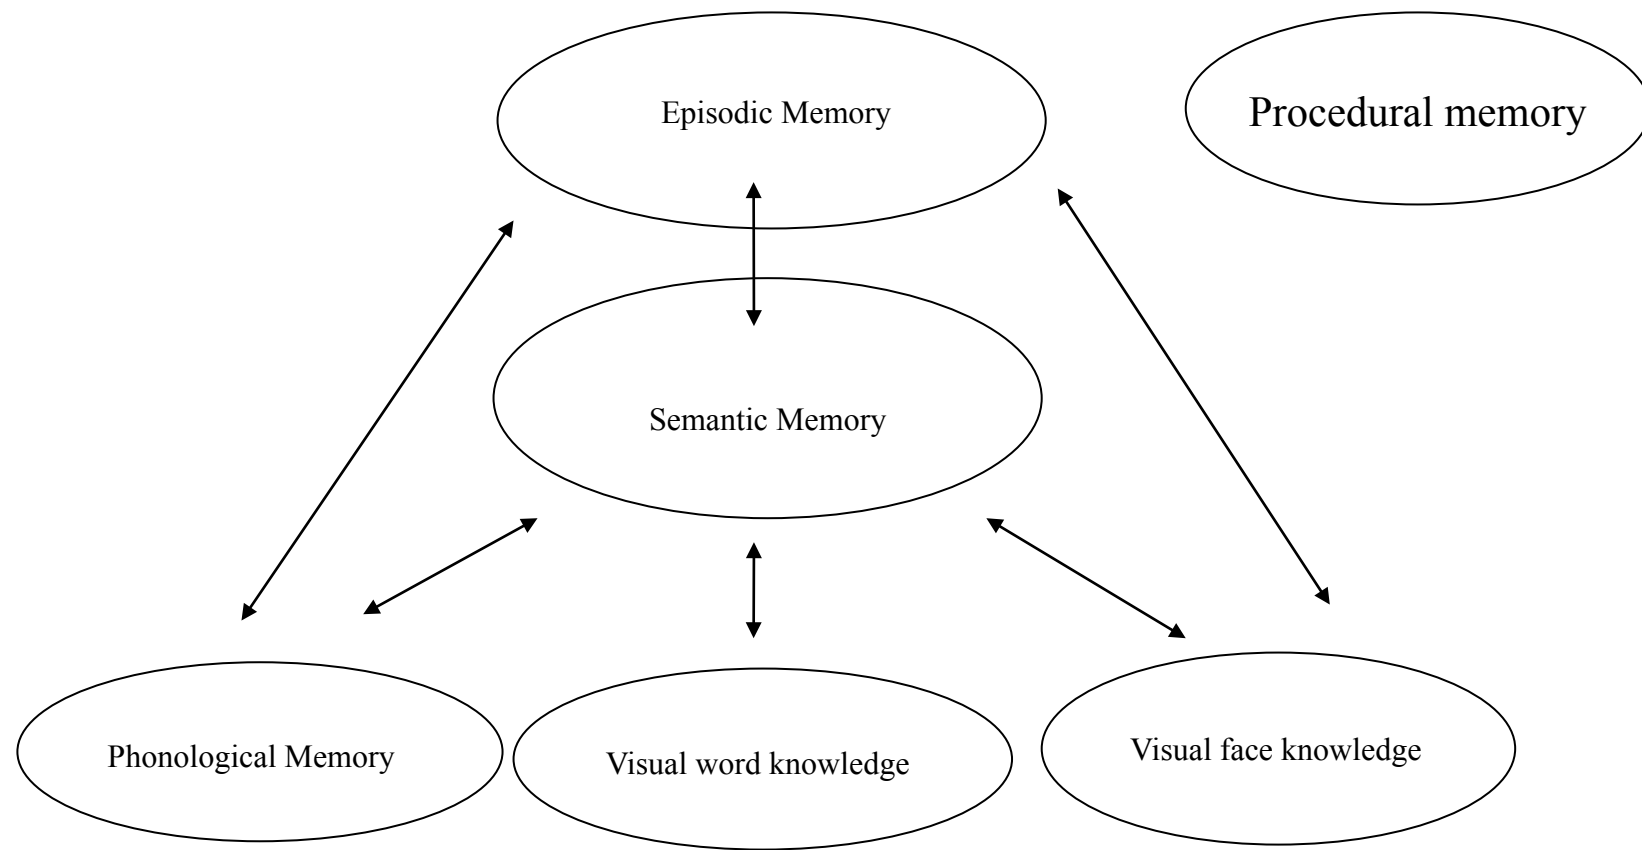 Episodic Memory
Procedural memory
Semantic Memory
Phonological Memory
Visual word knowledge
Visual face knowledge